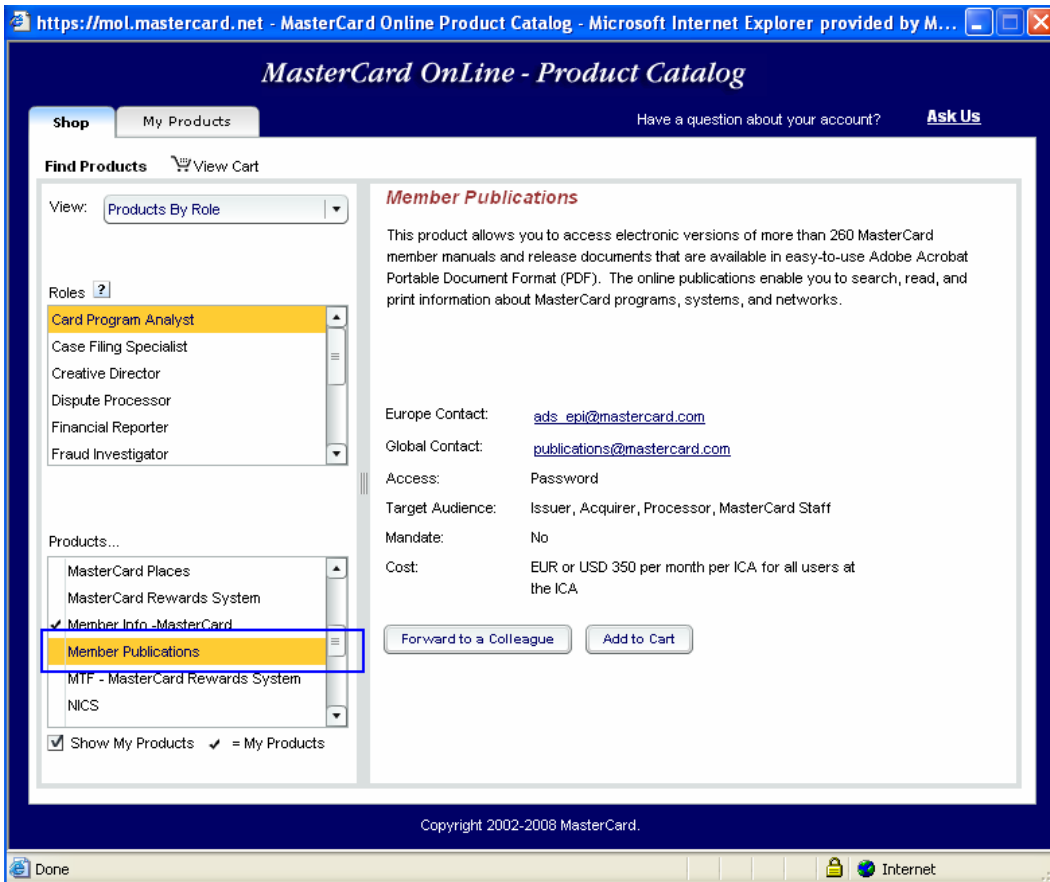 https://mol.mastercard.net - MasterCard Online Product Catalog - Microsoft Internet Explorer provided by M...
MasterCard OnLine - Product Catalog
Shop
My Products
Have a question about your account?
Ask Us
Find Products
View Cart
View:
Products By Role
Roles ?
Card Program Analyst
Case Filing Specialist
Creative Director
Dispute Processor
Financial Reporter
Fraud Investigator
Products...
MasterCard Places
MasterCard Rewards System
Member Info -MasterCard
Member Publications
MTF - MasterCard Rewards System
NICS
Show My Products ✔ = My Products
Member Publications
This product allows you to access electronic versions of more than 260 MasterCard
member manuals and release documents that are available in easy-to-use Adobe Acrobat
Portable Document Format (PDF). The online publications enable you to search, read, and
print information about MasterCard programs, systems, and networks.
Europe Contact: ads_epi@mastercard.com
Global Contact: publications@mastercard.com
Access: Password
Target Audience: Issuer, Acquirer, Processor, MasterCard Staff
Mandate: No
Cost: EUR or USD 350 per month per ICA for all users at
the ICA
Forward to a Colleague
Add to Cart
Copyright 2002-2008 MasterCard.
Done
Internet